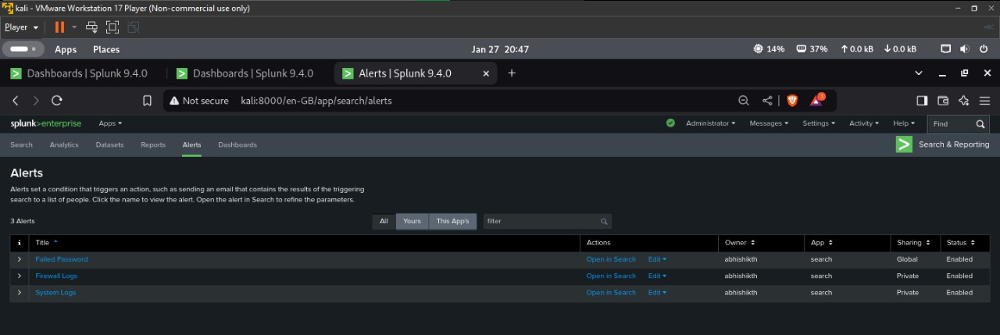 kali - VMware Workstation 17 Player (Non-commercial use only)
Player
Apps Places Jan 27 20:47 14% 37% 0.0 kB 0.0 kB
Dashboards | Splunk 9.4.0 Dashboards | Splunk 9.4.0 Alerts | Splunk 9.4.0
Not secure kali:8000/en-GB/app/search/alerts 1
splunk>enterprise Apps Administrator Messages Settings Activity Help Find
Search Analytics Datasets Reports Alerts Dashboards Search & Reporting
Alerts
Alerts set a condition that triggers an action, such as sending an email that contains the results of the triggering
search to a list of people. Click the name to view the alert. Open the alert in Search to refine the parameters.
3 Alerts All Yours This App's filter
i Title Actions Owner App Sharing Status
Failed Password Open in Search Edit abhishikth search Global Enabled
Firewall Logs Open in Search Edit abhishikth search Private Enabled
System Logs Open in Search Edit abhishikth search Private Enabled